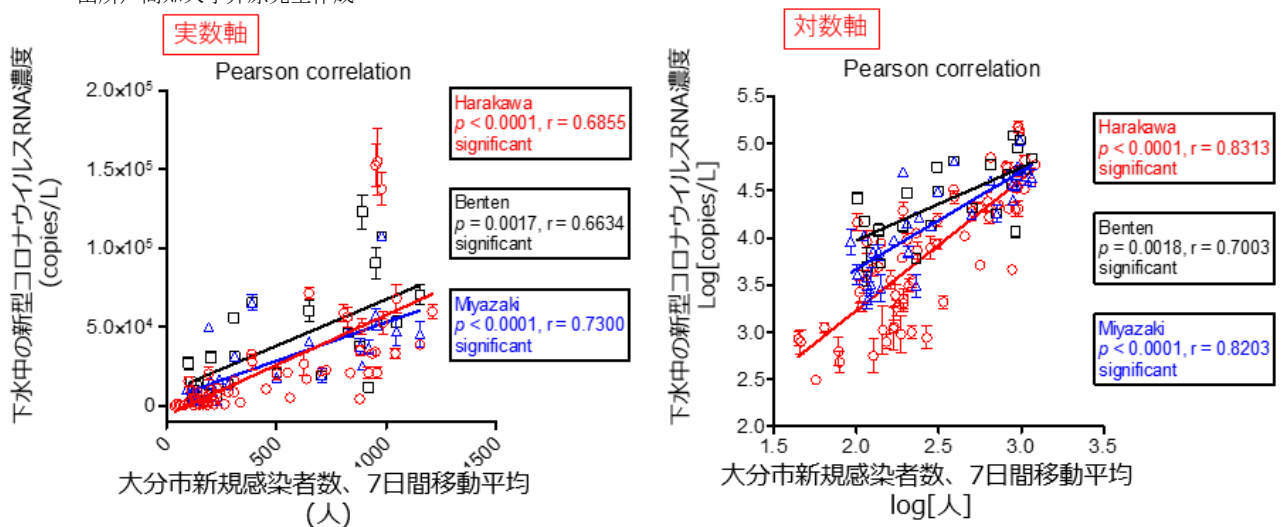 実数軸
Pearson correlation
下水中の新型コロナウイルスRNA濃度
(copies/L)
2.0x10⁵
1.5x10⁵
1.0x10⁵
5.0x10⁴
0
0
500
1000
1500
大分市新規感染者数、7日間移動平均
(人)
Harakawa
p < 0.0001, r = 0.6855
significant
Benten
p = 0.0017, r = 0.6634
significant
Miyazaki
p < 0.0001, r = 0.7300
significant
対数軸
Pearson correlation
下水中の新型コロナウイルスRNA濃度
Log[copies/L]
5.5
5.0
4.5
4.0
3.5
3.0
2.5
2.0
1.5
2.0
2.5
3.0
3.5
大分市新規感染者数、7日間移動平均
log[人]
Harakawa
p < 0.0001, r = 0.8313
significant
Benten
p = 0.0018, r = 0.7003
significant
Miyazaki
p < 0.0001, r = 0.8203
significant